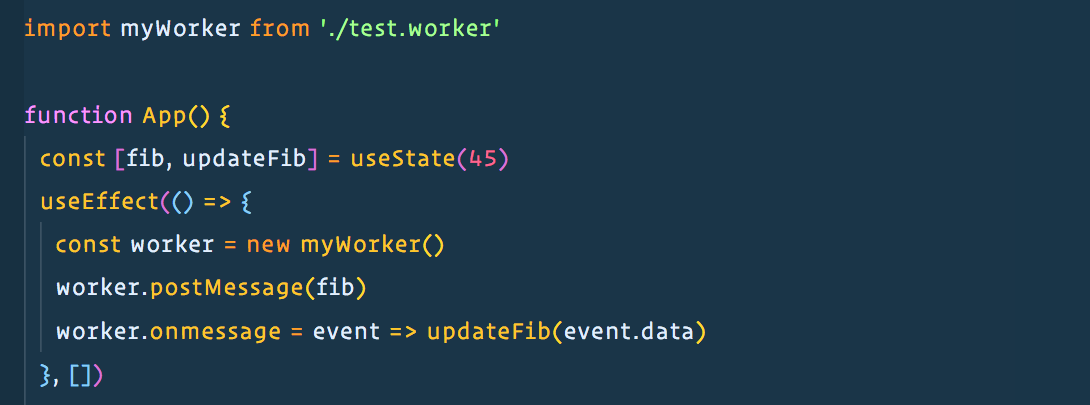 import myWorker from './test.worker'
function App() {
const [fib, updateFib] = useState(45)
useEffect(() => {
const worker = new myWorker()
worker.postMessage(fib)
worker.onmessage = event => updateFib(event.data)
}, [])